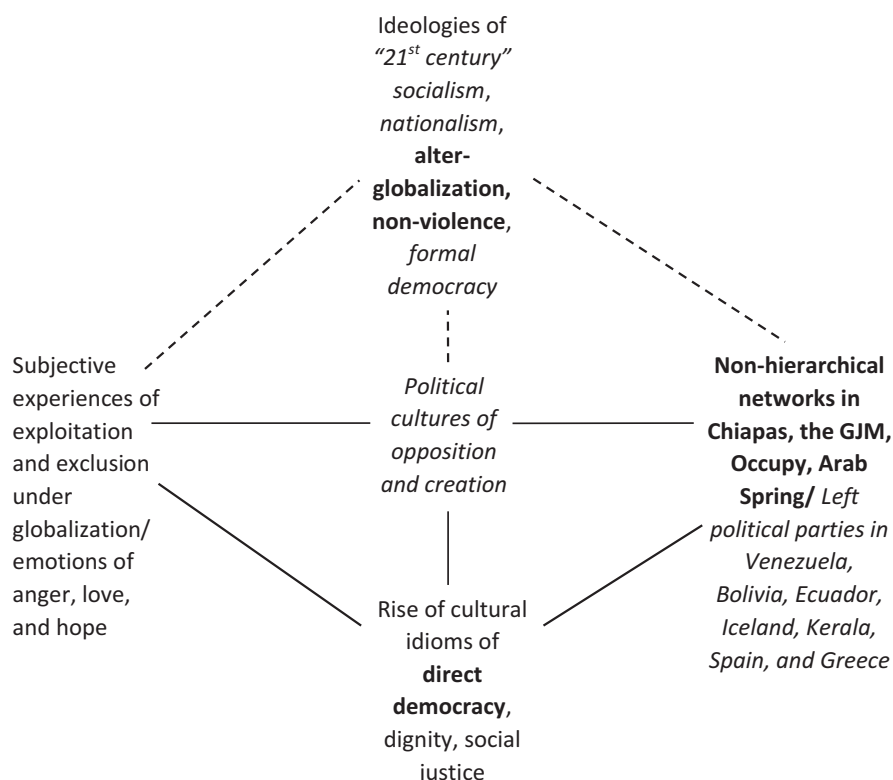 Ideologies of
“21st century”
socialism,
nationalism,
alter-
globalization,
non-violence,
formal
democracy
Subjective
experiences of
exploitation
and exclusion
under
globalization/
emotions of
anger, love,
and hope
Political
cultures of
opposition
and creation
Non-hierarchical
networks in
Chiapas, the GJM,
Occupy, Arab
Spring/ Left
political parties in
Venezuela,
Bolivia, Ecuador,
Iceland, Kerala,
Spain, and Greece
Rise of cultural
idioms of
direct
democracy,
dignity, social
justice